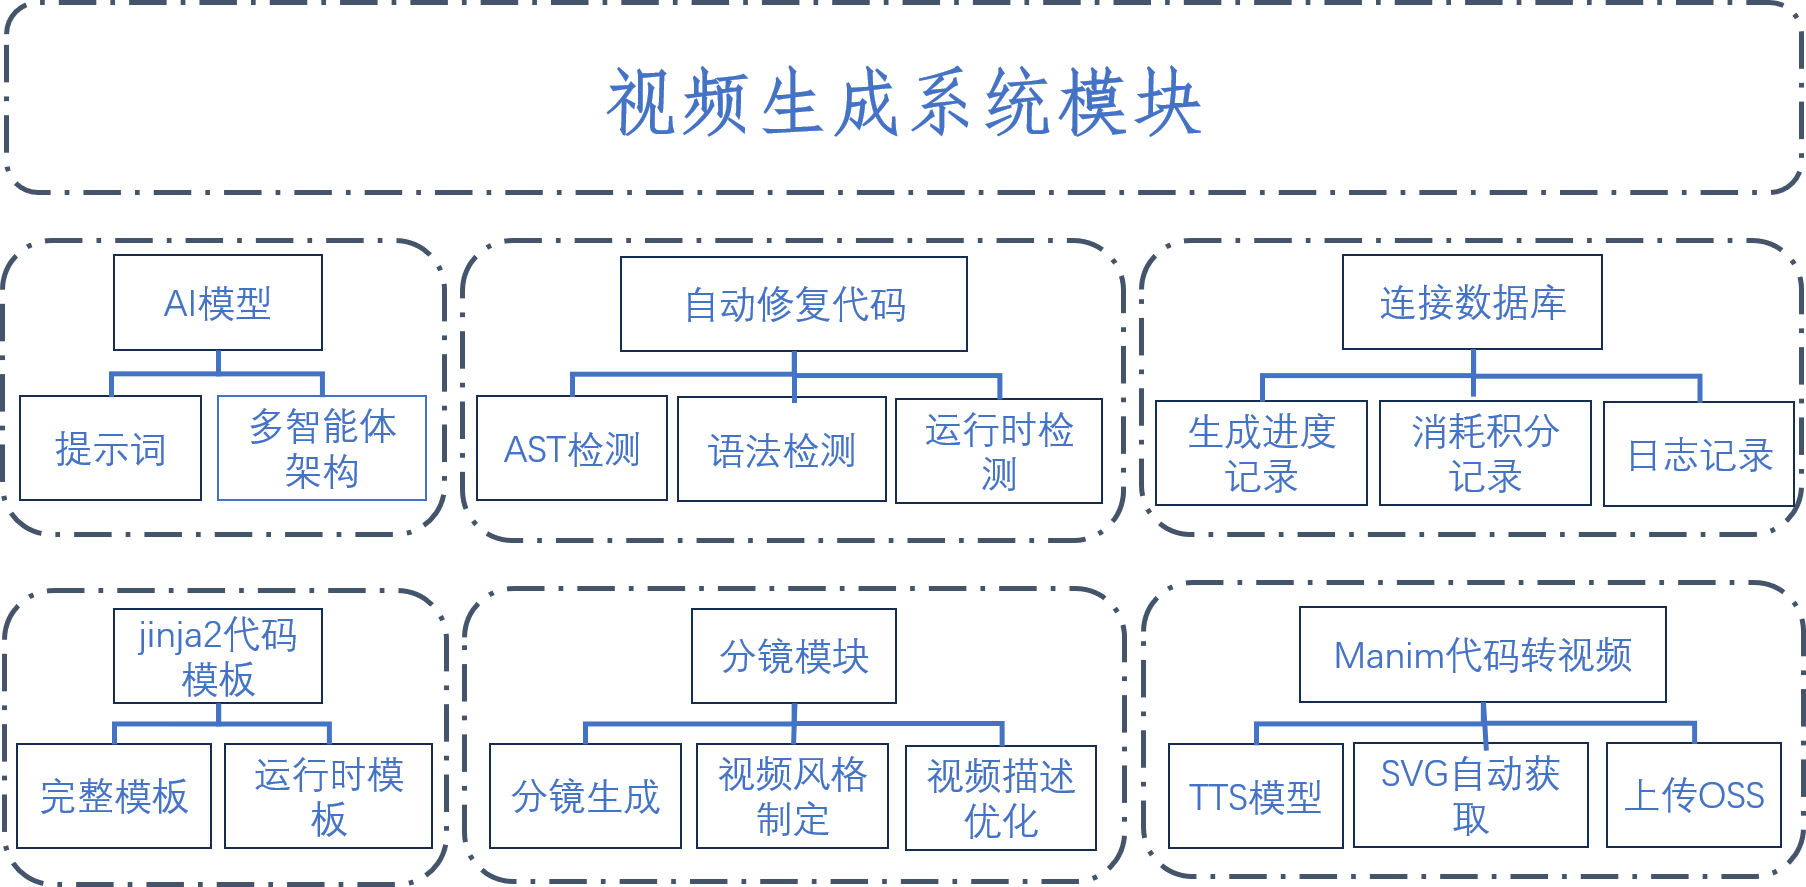 视频生成系统模块
AI模型
提示词
多智能体
架构
自动修复代码
AST检测
语法检测
运行时检
测
连接数据库
生成进度
记录
消耗积分
记录
日志记录
jinja2代码
模板
完整模板
运行时模
板
分镜模块
分镜生成
视频风格
制定
视频描述
优化
Manim代码转视频
TTS模型
SVG自动获
取
上传OSS